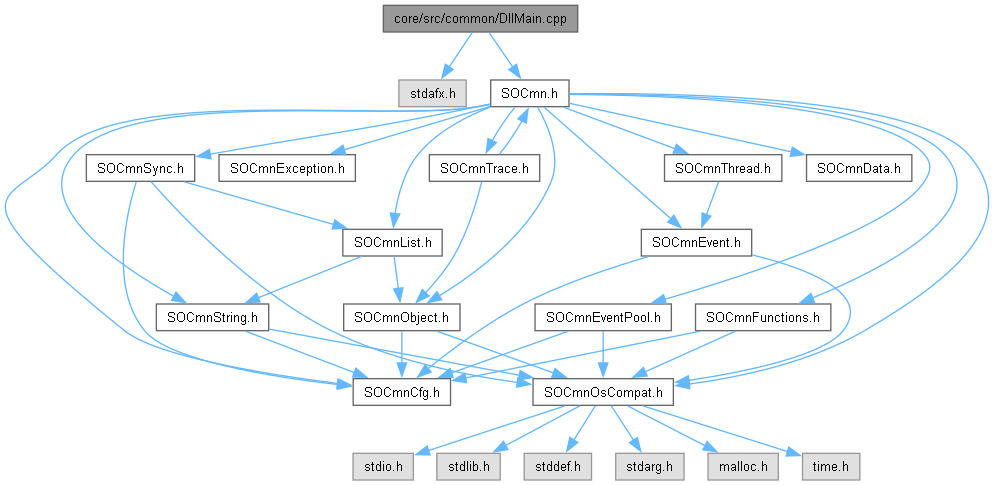 core/src/common/DllMain.cpp
stdafx.h
SOCmn.h
SOCmnSync.h
SOCmnException.h
SOCmnTrace.h
SOCmnThread.h
SOCmnData.h
SOCmnList.h
SOCmnEvent.h
SOCmnString.h
SOCmnObject.h
SOCmnEventPool.h
SOCmnFunctions.h
SOCmnCfg.h
SOCmnOsCompat.h
stdio.h
stdlib.h
stddef.h
stdarg.h
malloc.h
time.h